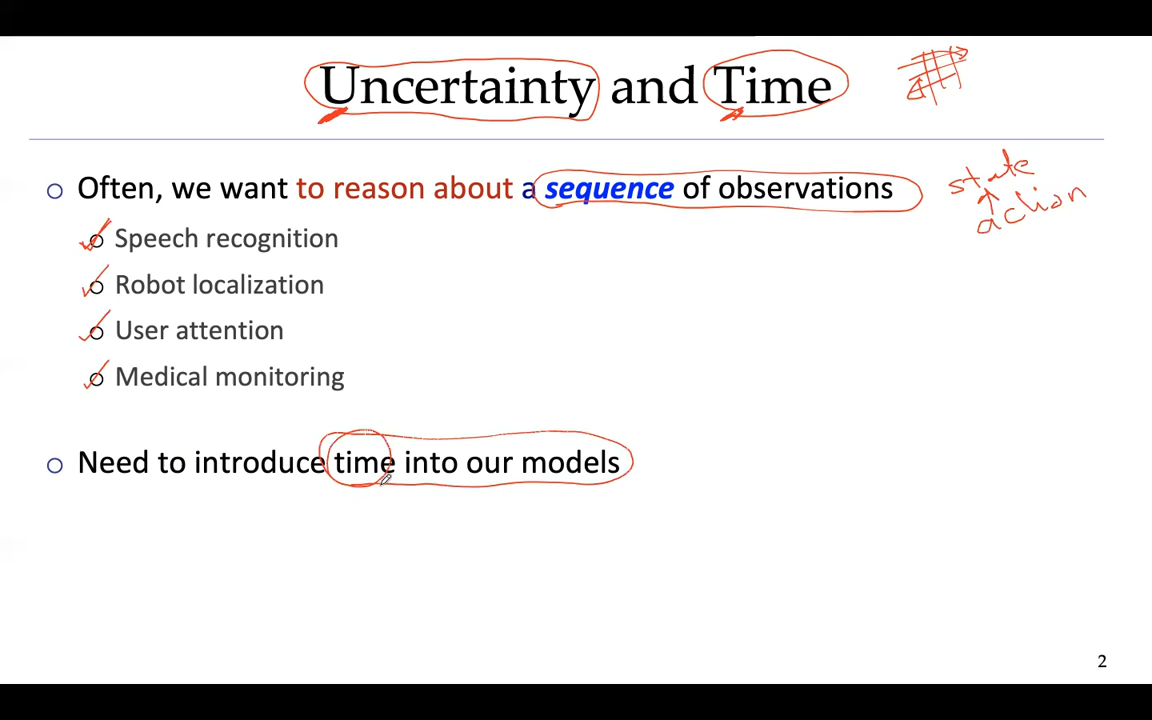 Uncertainty and Time
Often, we want to reason about a sequence of observations
state
action
Speech recognition
Robot localization
User attention
Medical monitoring
Need to introduce time into our models
2